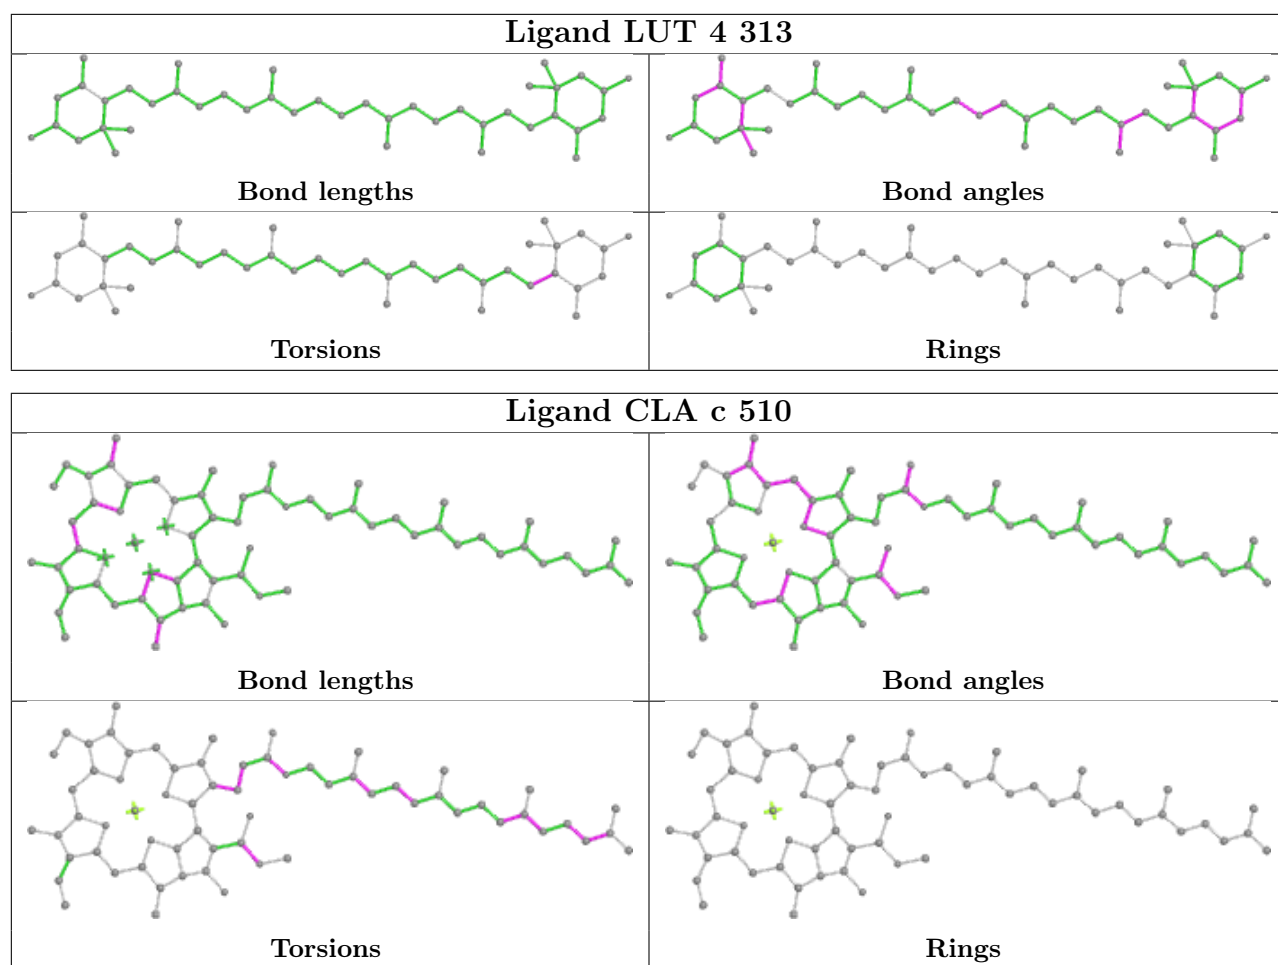 Ligand LUT 4 313
Bond lengths
Bond angles
Torsions
Rings
Ligand CLA c 510
Bond lengths
Bond angles
Torsions
Rings